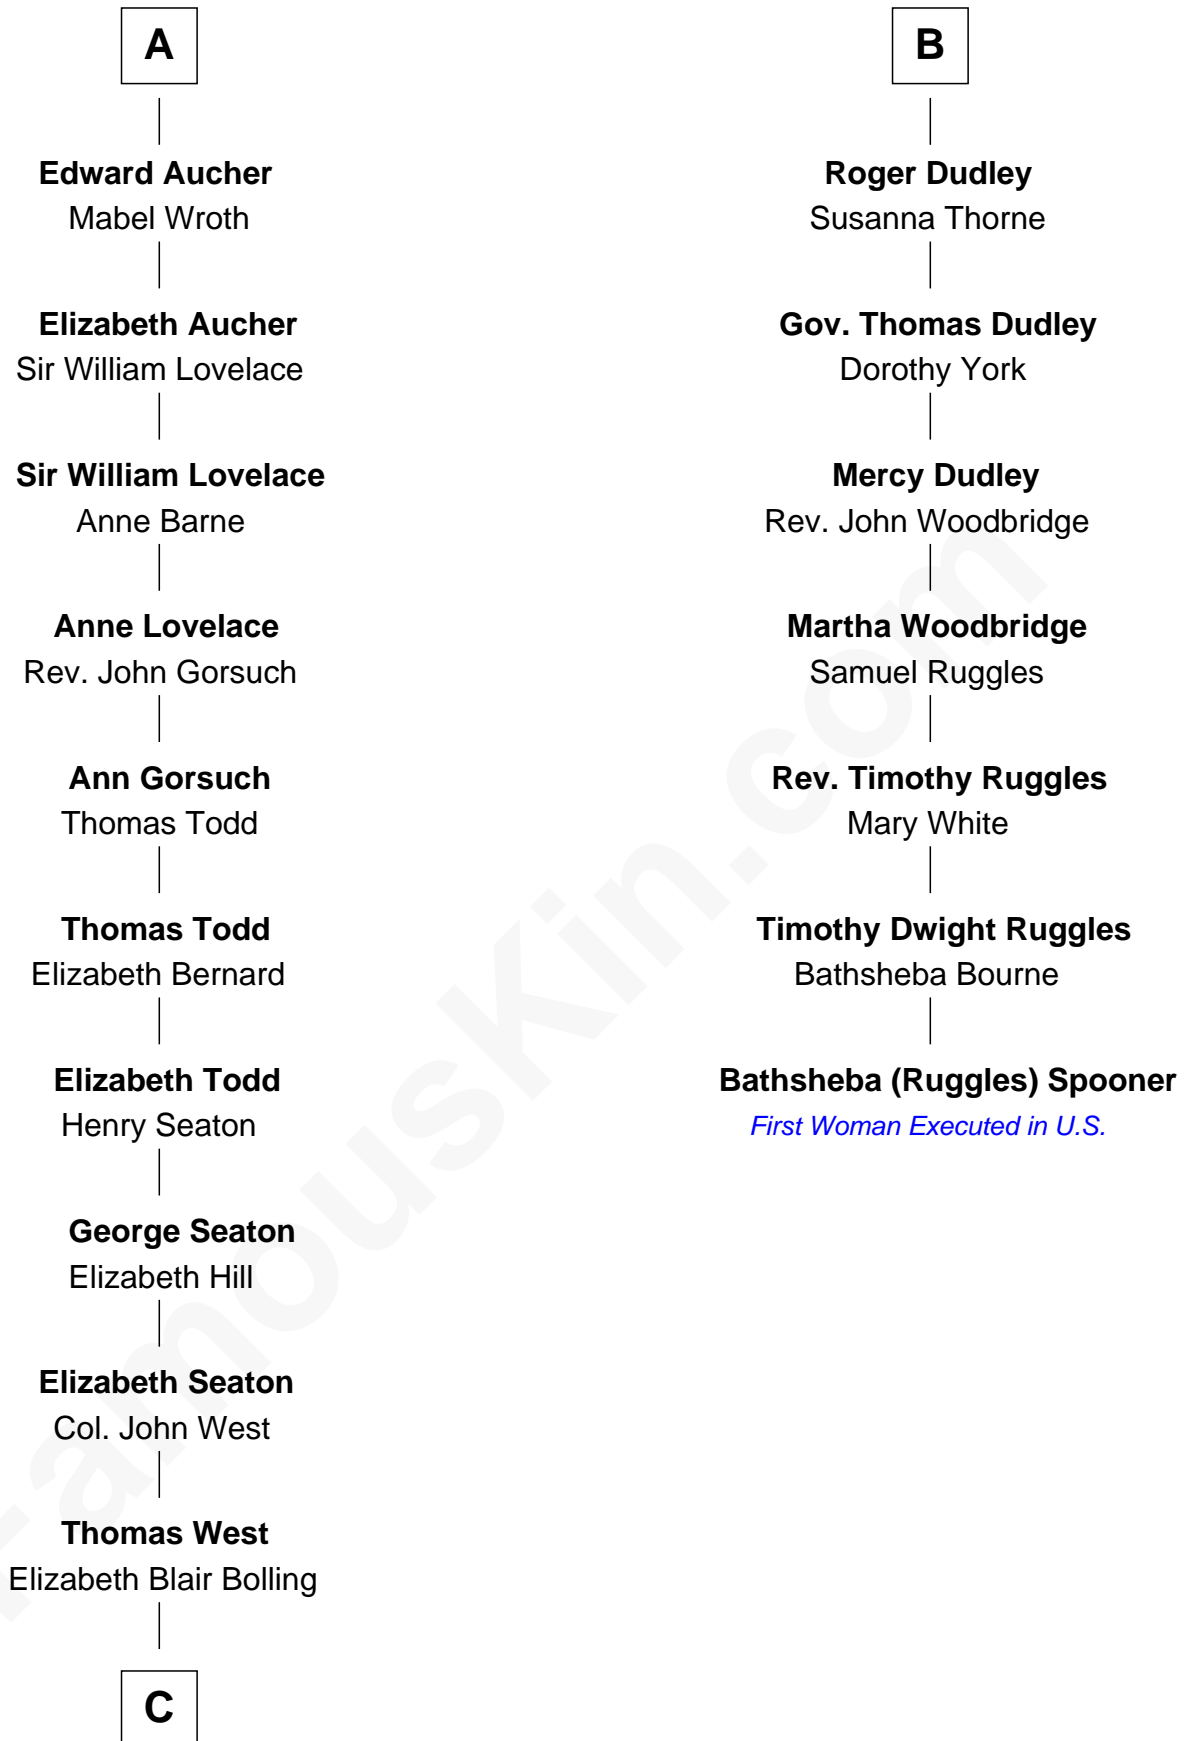 A
Edward Aucher
Mabel Wroth
Elizabeth Aucher
Sir William Lovelace
Sir William Lovelace
Anne Barne
Anne Lovelace
Rev. John Gorsuch
Ann Gorsuch
Thomas Todd
Thomas Todd
Elizabeth Bernard
Elizabeth Todd
Henry Seaton
George Seaton
Elizabeth Hill
Elizabeth Seaton
Col. John West
Thomas West
Elizabeth Blair Bolling
C
B
Roger Dudley
Susanna Thorne
Gov. Thomas Dudley
Dorothy York
Mercy Dudley
Rev. John Woodbridge
Martha Woodbridge
Samuel Ruggles
Rev. Timothy Ruggles
Mary White
Timothy Dwight Ruggles
Bathsheba Bourne
Bathsheba (Ruggles) Spooner
First Woman Executed in U.S.
FamousKin.com